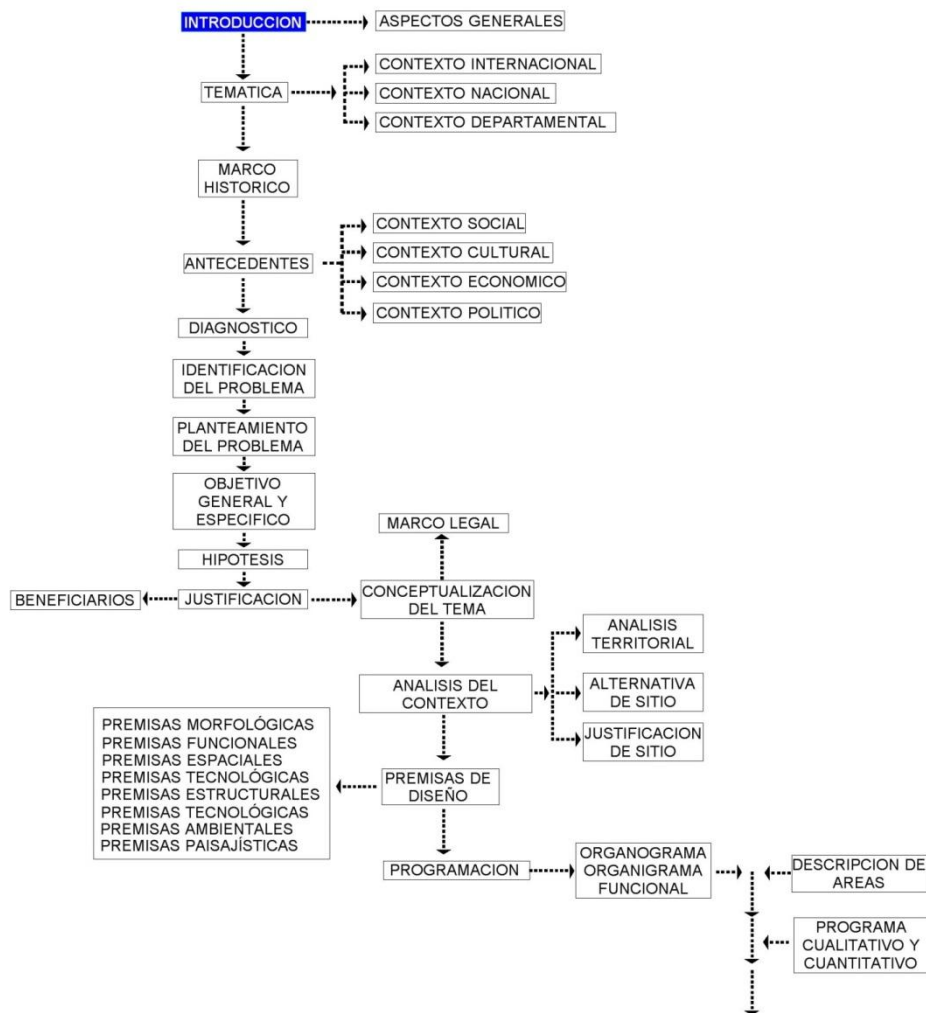 INTRODUCCION
ASPECTOS GENERALES
CONTEXTO INTERNACIONAL
TEMATICA
CONTEXTO NACIONAL
CONTEXTO DEPARTAMENTAL
MARCO
HISTORICO
CONTEXTO SOCIAL
ANTECEDENTES
CONTEXTO CULTURAL
CONTEXTO ECONOMICO
CONTEXTO POLITICO
DIAGNOSTICO
IDENTIFICACION
DEL PROBLEMA
PLANTEAMIENTO
DEL PROBLEMA
OBJETIVO
GENERAL Y
ESPECIFICO
MARCO LEGAL
HIPOTESIS
BENEFICIARIOS
JUSTIFICACION
CONCEPTUALIZACION
DEL TEMA
ANALISIS
TERRITORIAL
ANALISIS DEL
CONTEXTO
ALTERNATIVA
DE SITIO
JUSTIFICACION
DE SITIO
PREMISAS MORFOLÓGICAS
PREMISAS FUNCIONALES
PREMISAS ESPACIALES
PREMISAS TECNOLÓGICAS
PREMISAS ESTRUCTURALES
PREMISAS TECNOLÓGICAS
PREMISAS AMBIENTALES
PREMISAS PAISAJÍSTICAS
PREMISAS DE
DISEÑO
PROGRAMACION
ORGANOGRAMA
ORGANIGRAMA
FUNCIONAL
DESCRIPCION DE
AREAS
PROGRAMA
CUALITATIVO Y
CUANTITATIVO